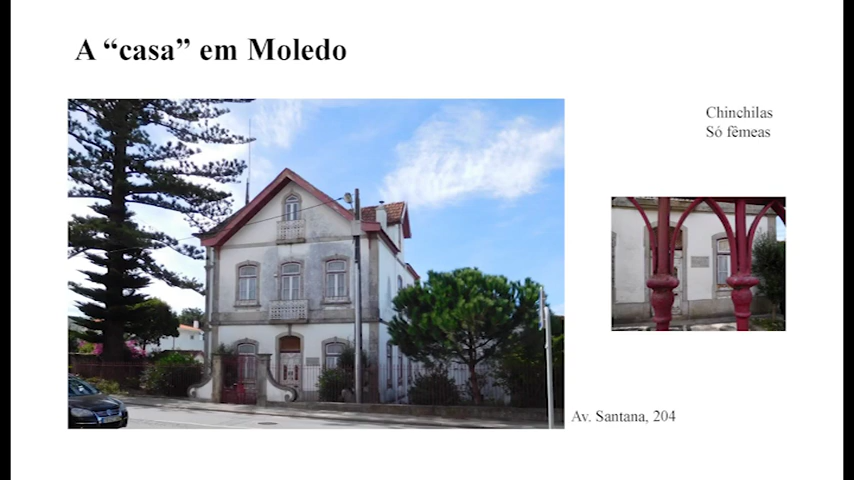 A “casa” em Moledo
Chinchilas
Só fêmeas
Av. Santana, 204